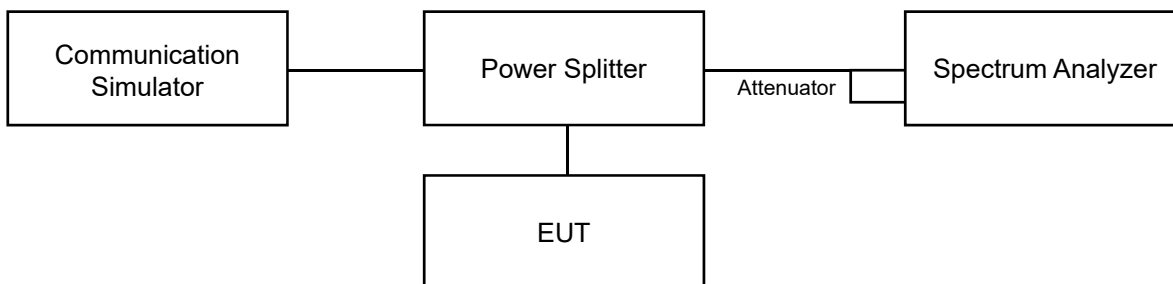 Communication
Simulator
Power Splitter
Attenuator
Spectrum Analyzer
EUT